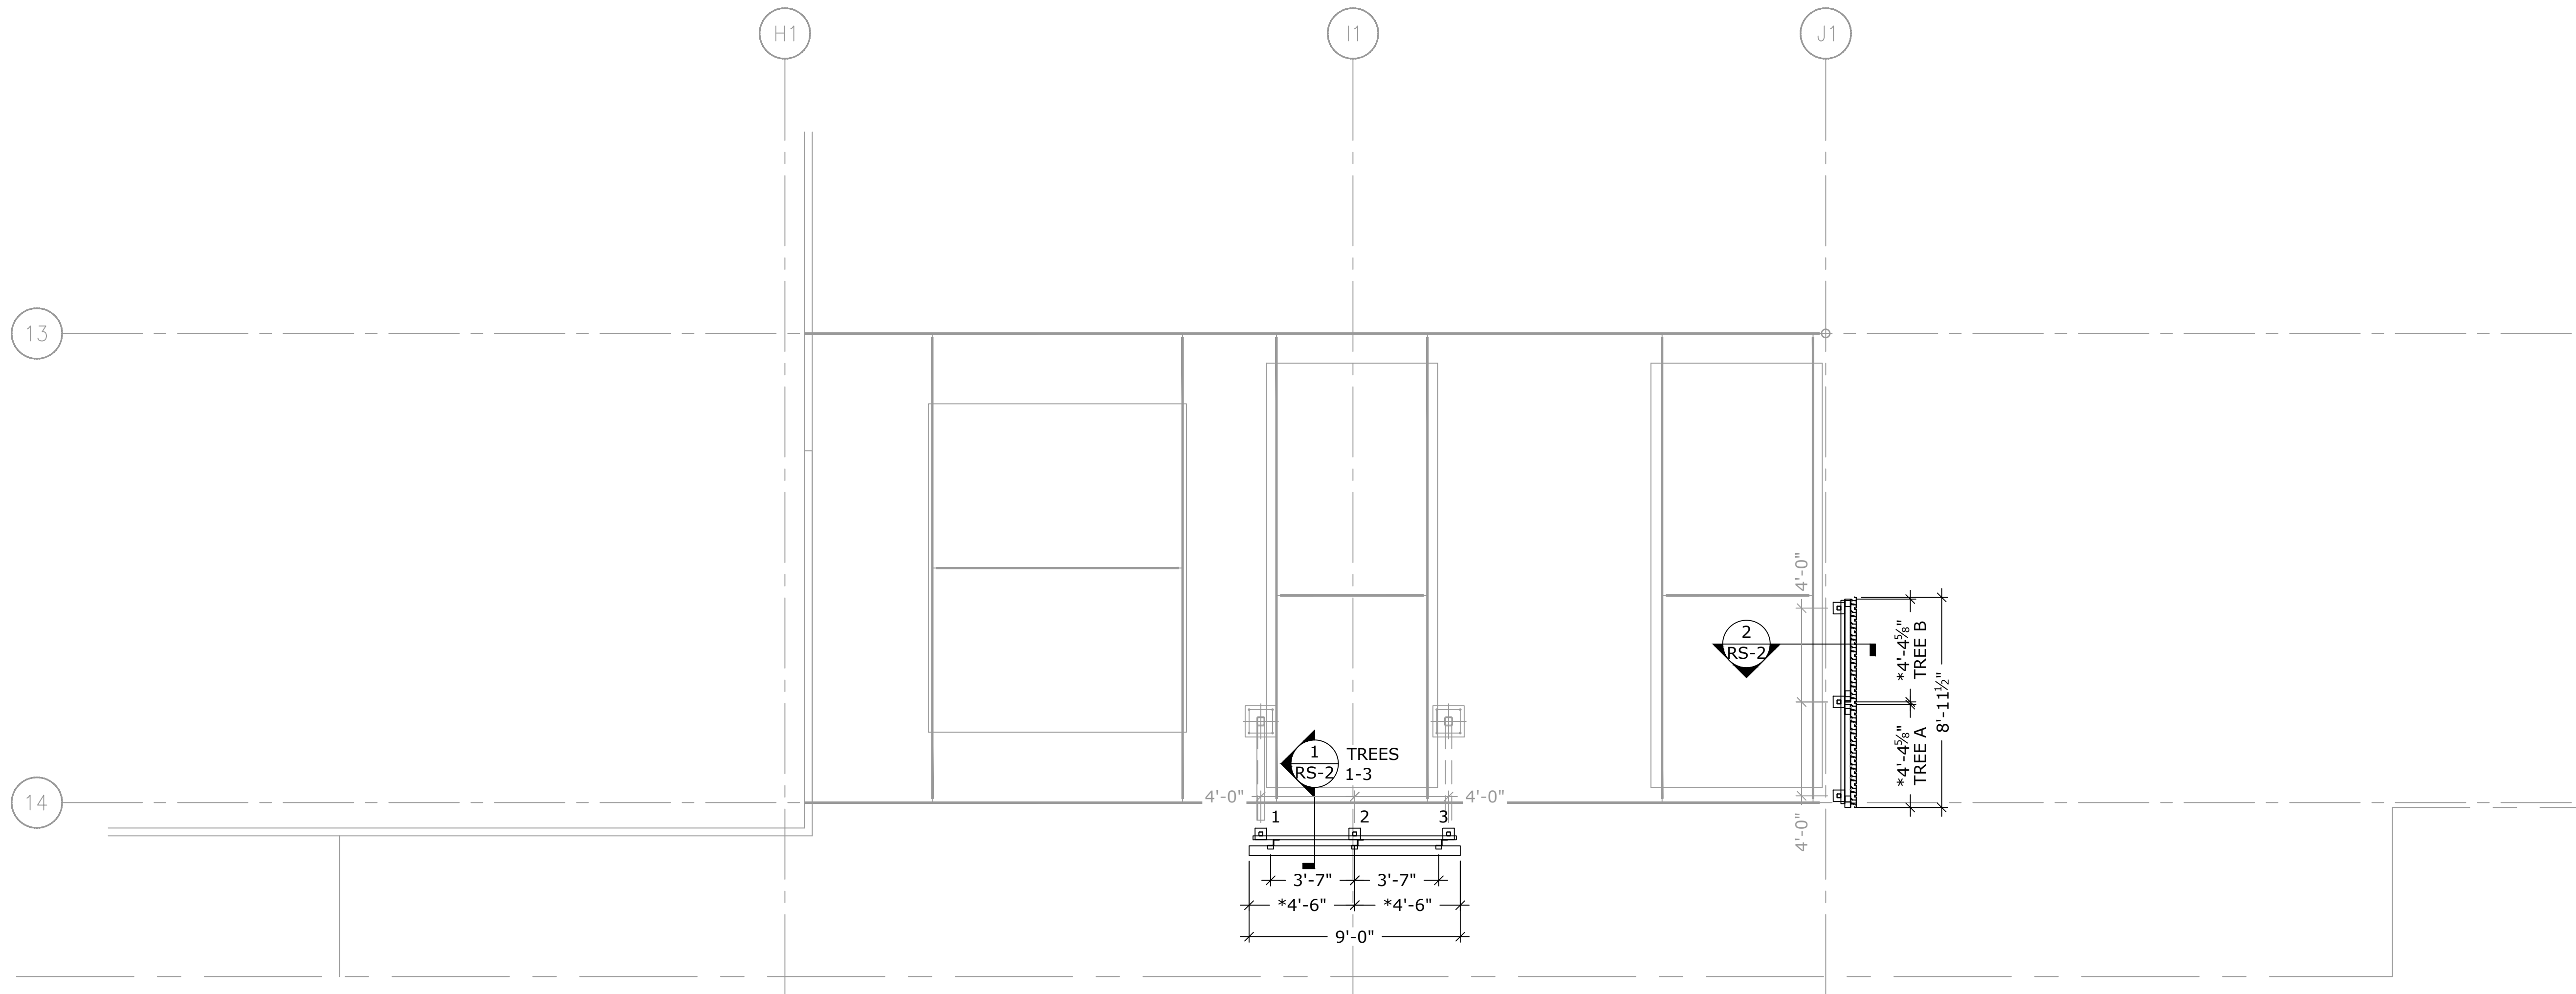 H1
I1
J1
13
4'-0"
2
RS-2
*4'-4⅝"
TREE B
8'-11½"
*4'-4⅝"
TREE A
1
RS-2
TREES
1-3
14
4'-0"
4'-0"
4'-0"
1
2
3
3'-7"
3'-7"
*4'-6"
*4'-6"
9'-0"